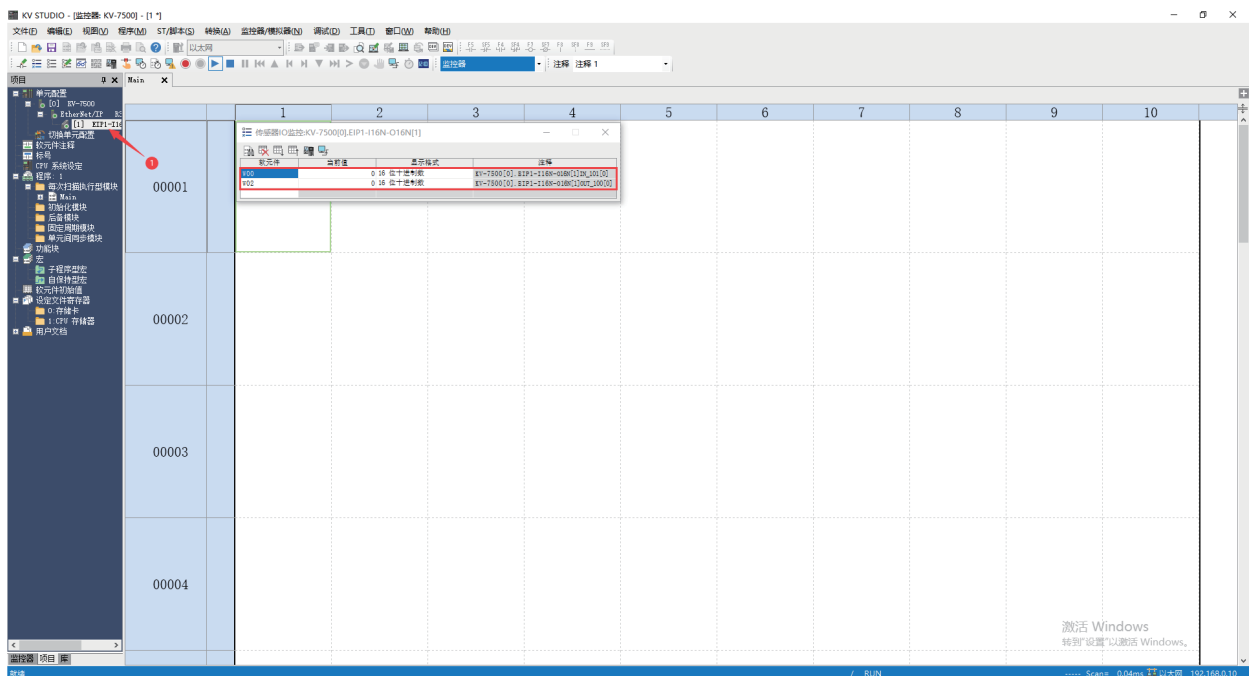 KV STUDIO - [监控器: KV-7500] - [1 *]
文件(F) 编辑(E) 视图(V) 程序(M) ST/脚本(S) 转换(A) 监控器/模拟器(N) 调试(D) 工具(T) 窗口(W) 帮助(H)
以太网
监控器 注释 注释 1
项目 Main
单元配置
[0] KV-7500
EtherNet/IP
[1] EIP1-I16
切换单元配置
软元件注释
标号
CPU 系统设定
程序: 1
每次扫描执行型模块
Main
初始化模块
后备模块
固定周期模块
单元间同步模块
功能块
宏
子程序型宏
自保持型宏
软元件初始值
设定文件寄存器
0:存储卡
1:CPU 存储器
用户文档
监控器 项目 库
1
1 2 3 4 5 6 7 8 9 10
00001
00002
00003
00004
传感器IO监控:KV-7500[0].EIP1-I16N-O16N[1]
软元件 当前值 显示格式 注释
W00 0 16 位十进制数 KV-7500[0].EIP1-I16N-O16N[1]IN_101[0]
W02 0 16 位十进制数 KV-7500[0].EIP1-I16N-O16N[1]OUT_100[0]
激活 Windows
转到"设置"以激活 Windows。
就绪 / RUN ----- Scan= 0.04ms 以太网 192.168.0.10